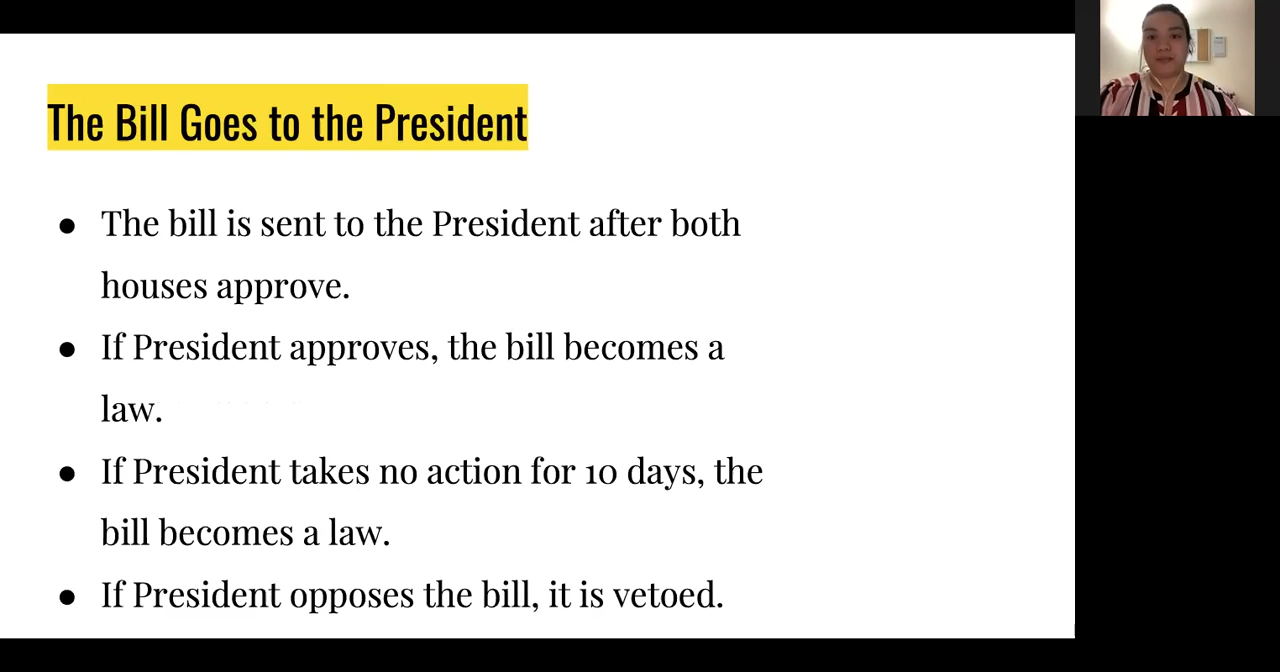 The Bill Goes to the President
● The bill is sent to the President after both
houses approve.
● If President approves, the bill becomes a
law.
● If President takes no action for 10 days, the
bill becomes a law.
● If President opposes the bill, it is vetoed.